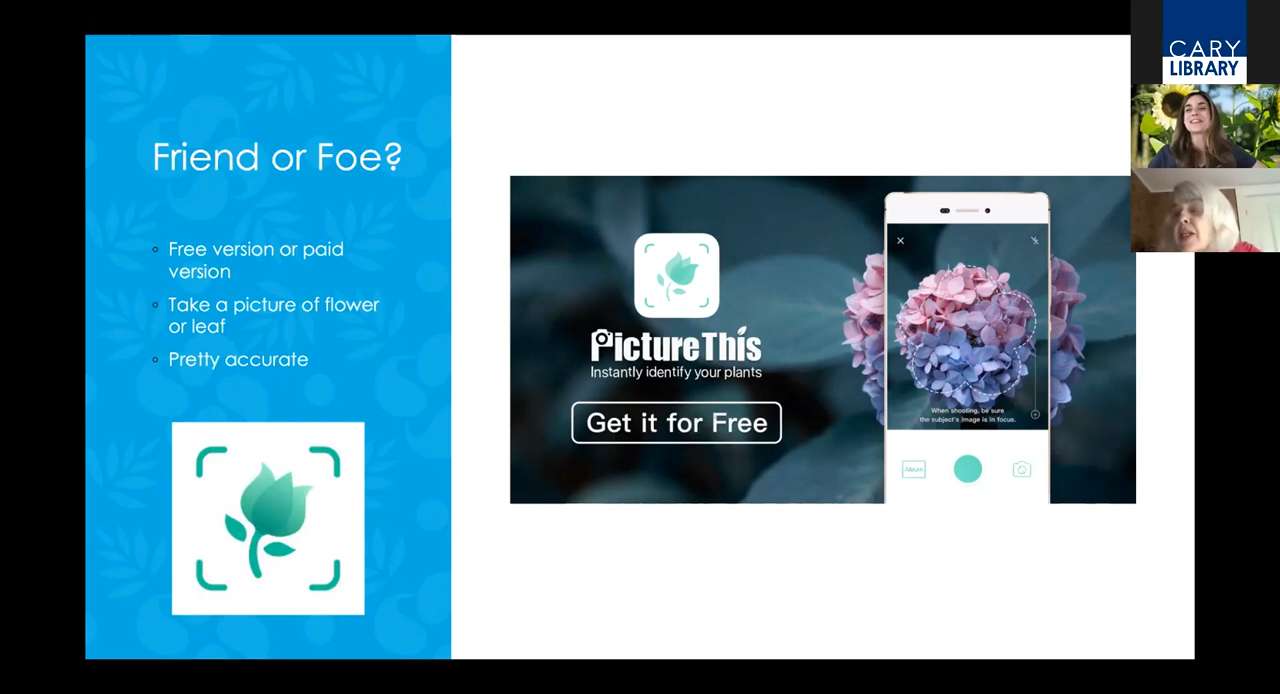 Friend or Foe?
Free version or paid
version
Take a picture of flower
or leaf
Pretty accurate
PictureThis
Instantly identify your plants
Get it for Free
When shooting, be sure
the subject's image is in focus.
CARY
LIBRARY